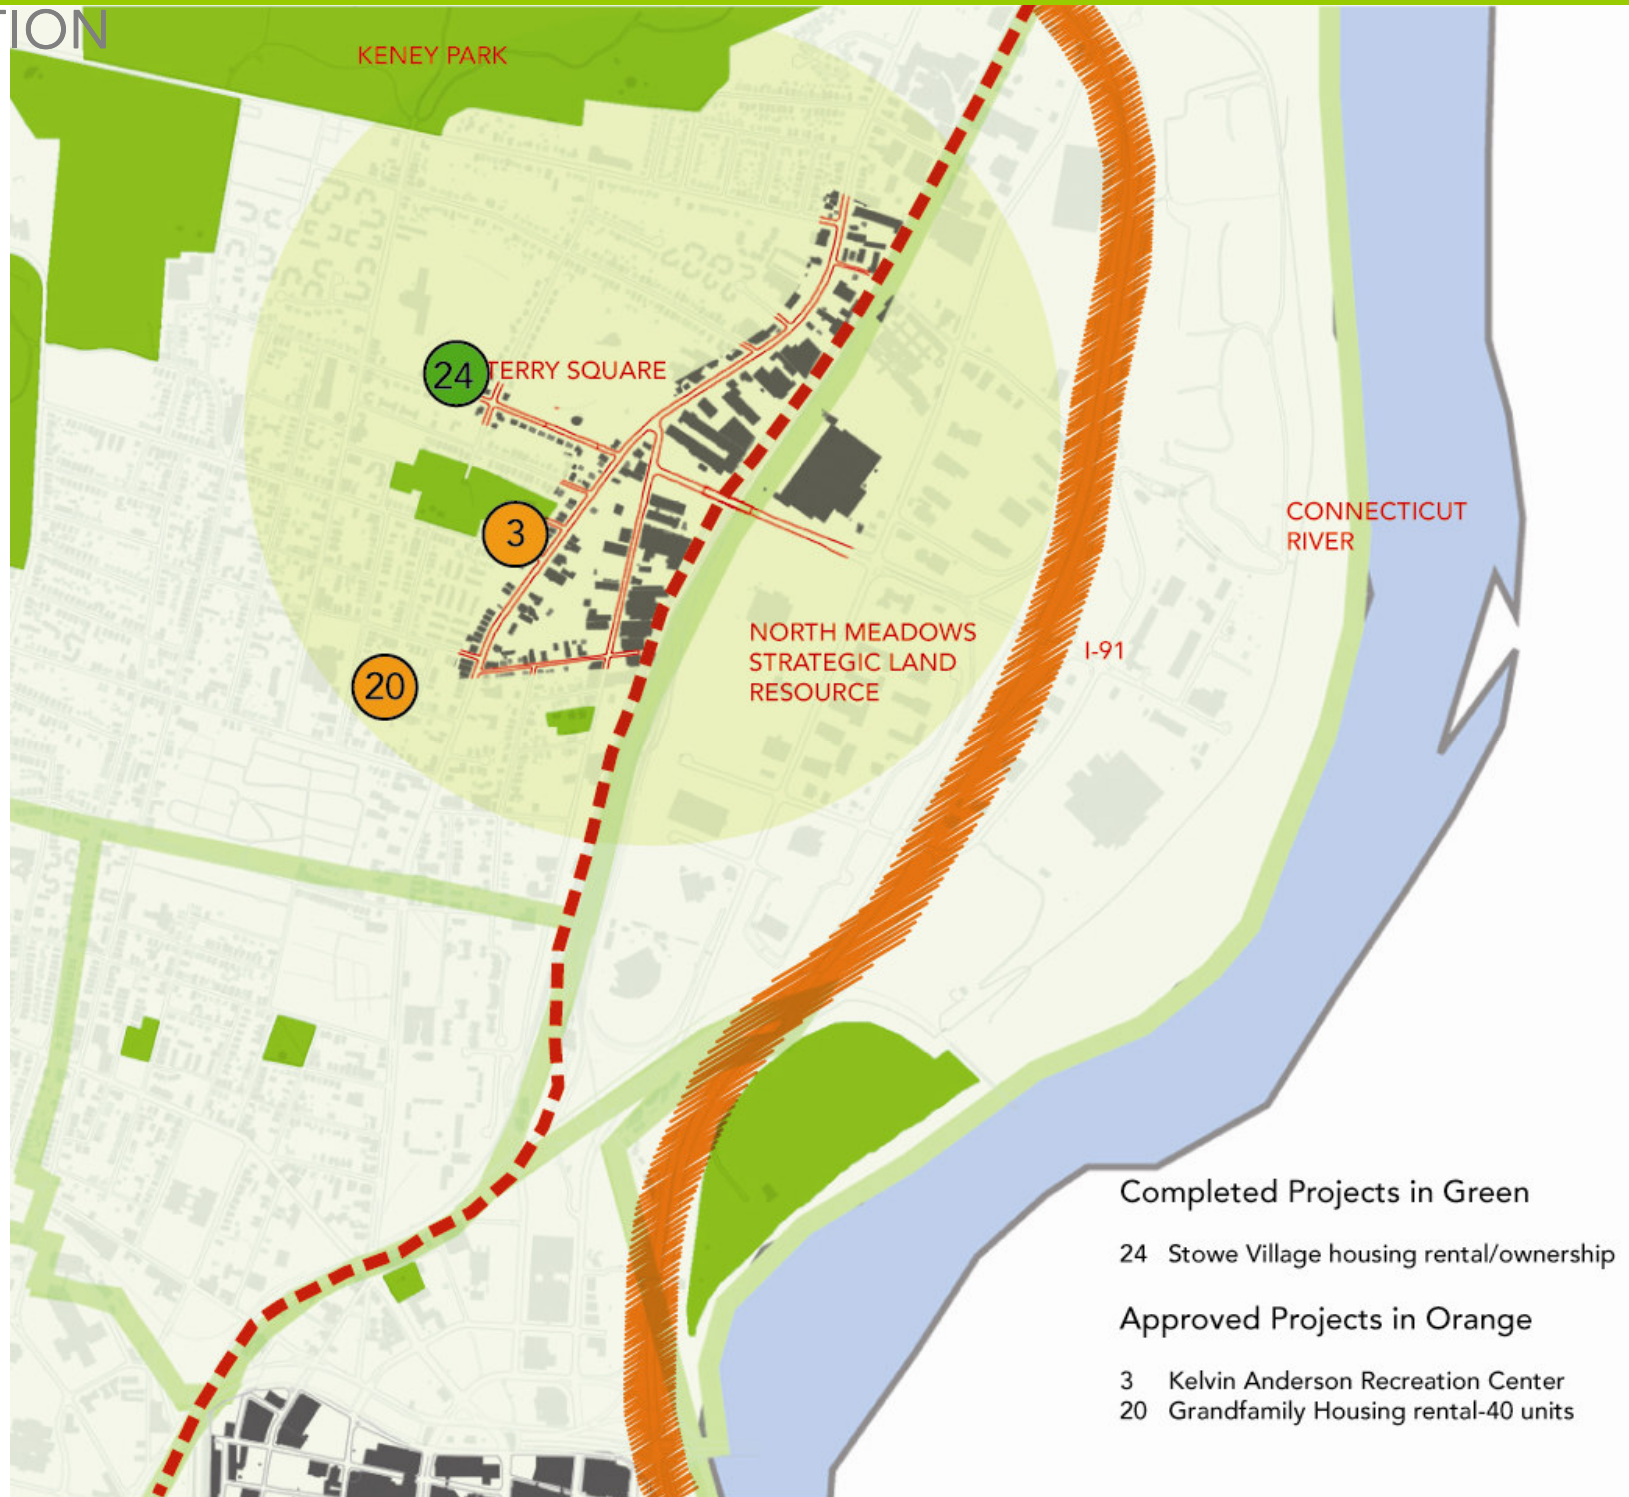 TION
KENEY PARK
24
TERRY SQUARE
3
CONNECTICUT
RIVER
NORTH MEADOWS
STRATEGIC LAND
RESOURCE
I-91
20
Completed Projects in Green
24 Stowe Village housing rental/ownership
Approved Projects in Orange
3 Kelvin Anderson Recreation Center
20 Grandfamily Housing rental-40 units